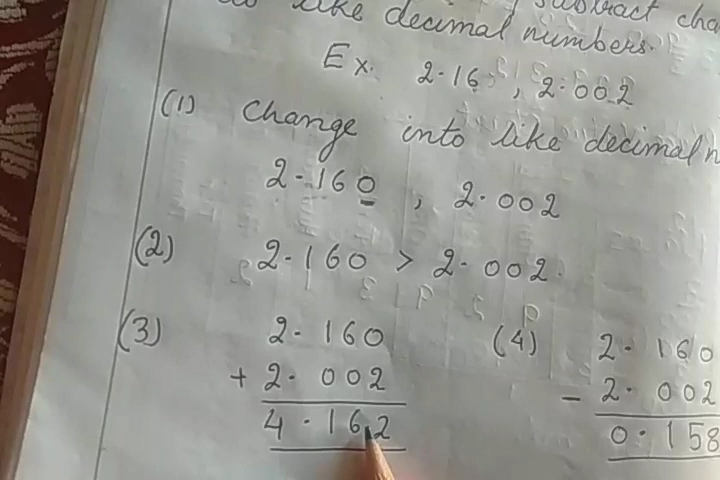 like decimal numbers. subtract
Ex. 2.16 , 2.002
(1) Change into like decimal
2.160 , 2.002
(2) 2.160 > 2.002.
(3) 2.160
+ 2.002
4.162
(4) 2.160
- 2.002
0.158